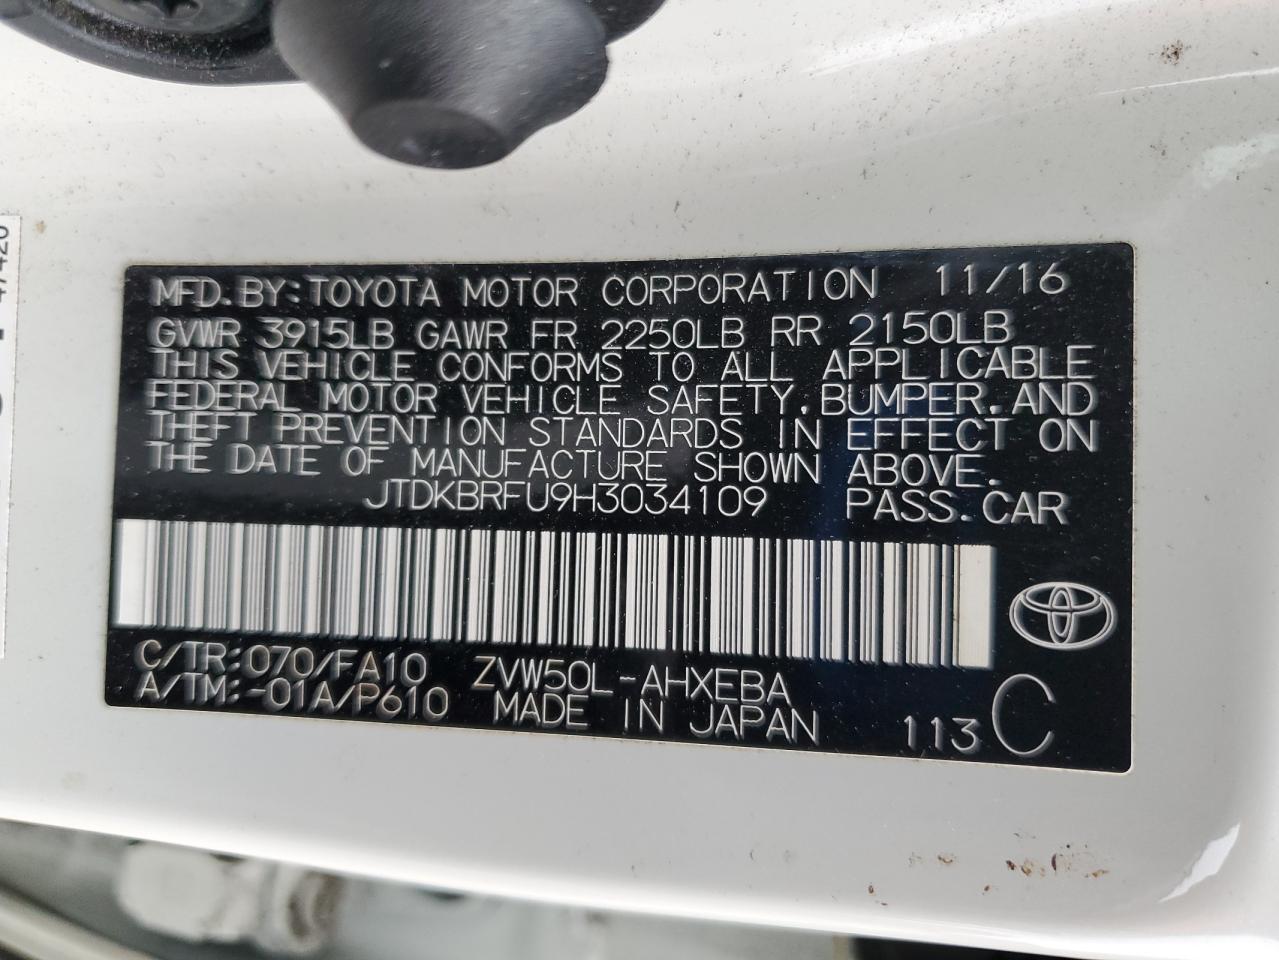 MFD.BY:TOYOTA MOTOR CORPORATION 11/16
GVWR 3915LB GAWR FR 2250LB RR 2150LB
THIS VEHICLE CONFORMS TO ALL APPLICABLE
FEDERAL MOTOR VEHICLE SAFETY,BUMPER,AND
THEFT PREVENTION STANDARDS IN EFFECT ON
THE DATE OF MANUFACTURE SHOWN ABOVE.
JTDKBRFU9H3034109 PASS.CAR
C/TR:070/FA10 ZVW50L-AHXEBA
A/TM:-01A/P610 MADE IN JAPAN 113 C